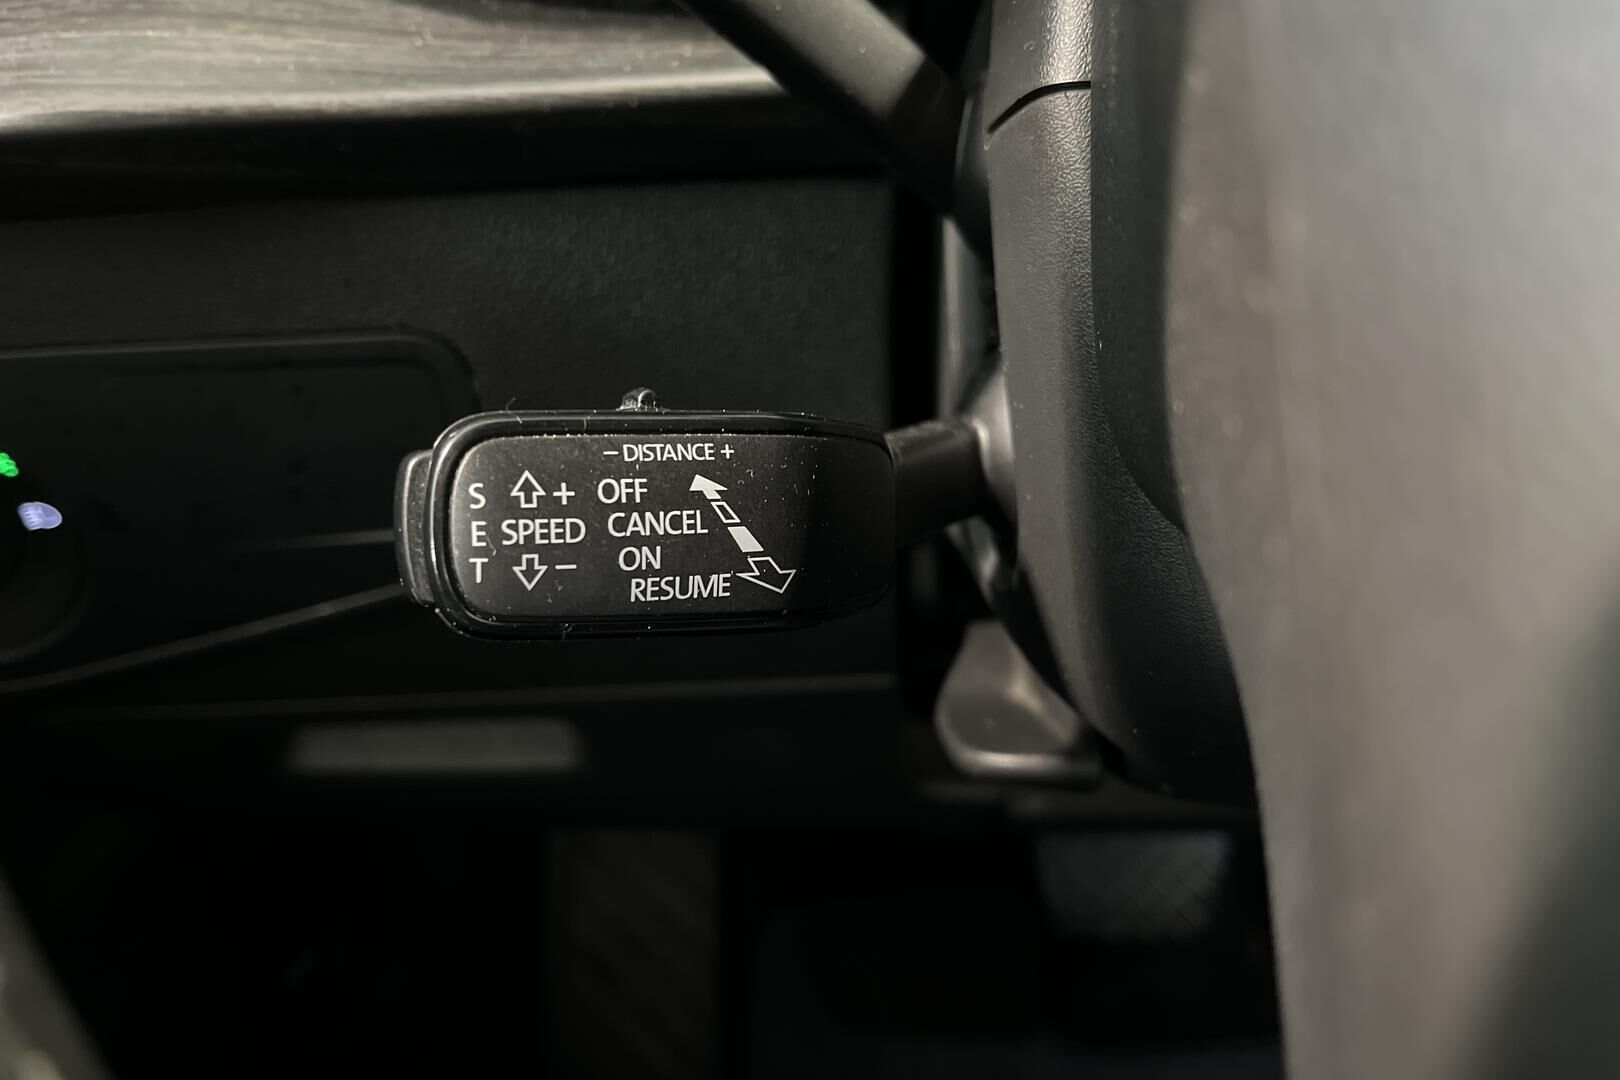 − DISTANCE +
S + OFF
E SPEED CANCEL
T − ON
RESUME